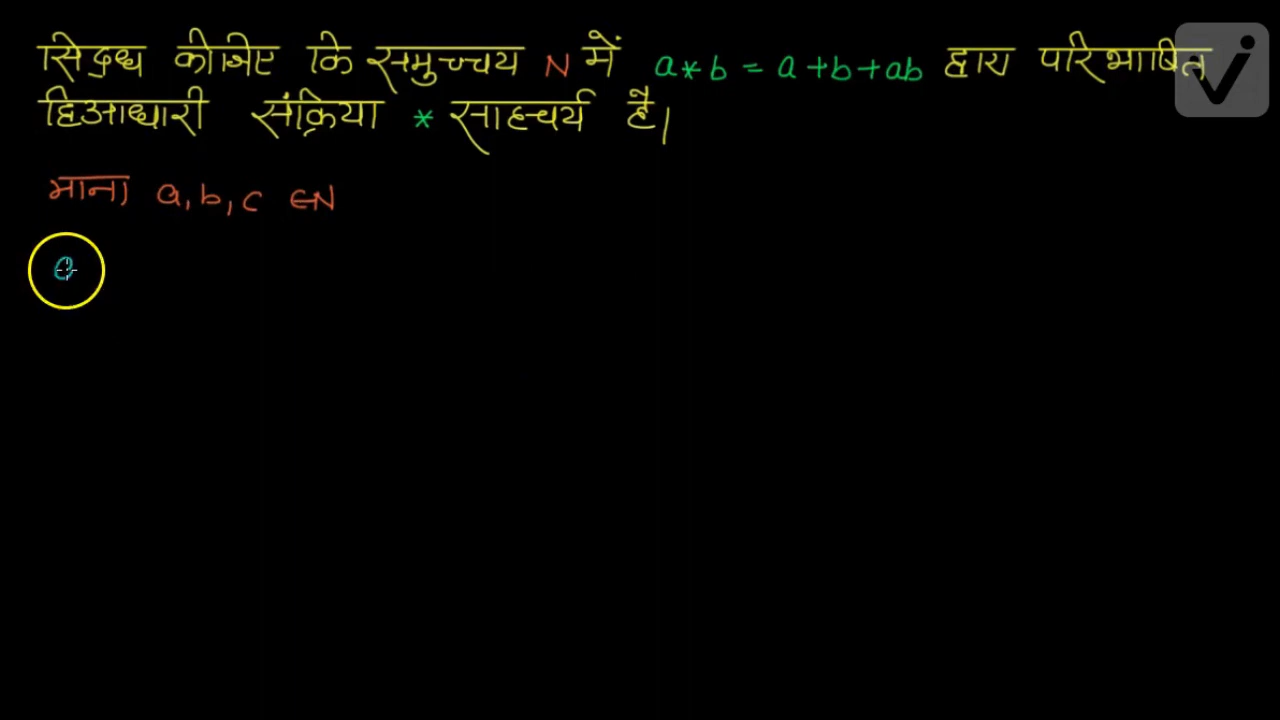 सिद्ध कीजिए कि समुच्चय N में a * b = a + b + ab द्वारा परिभाषित
द्विआधारी संक्रिया * साहचर्य है।
माना a, b, c ∈ N
a